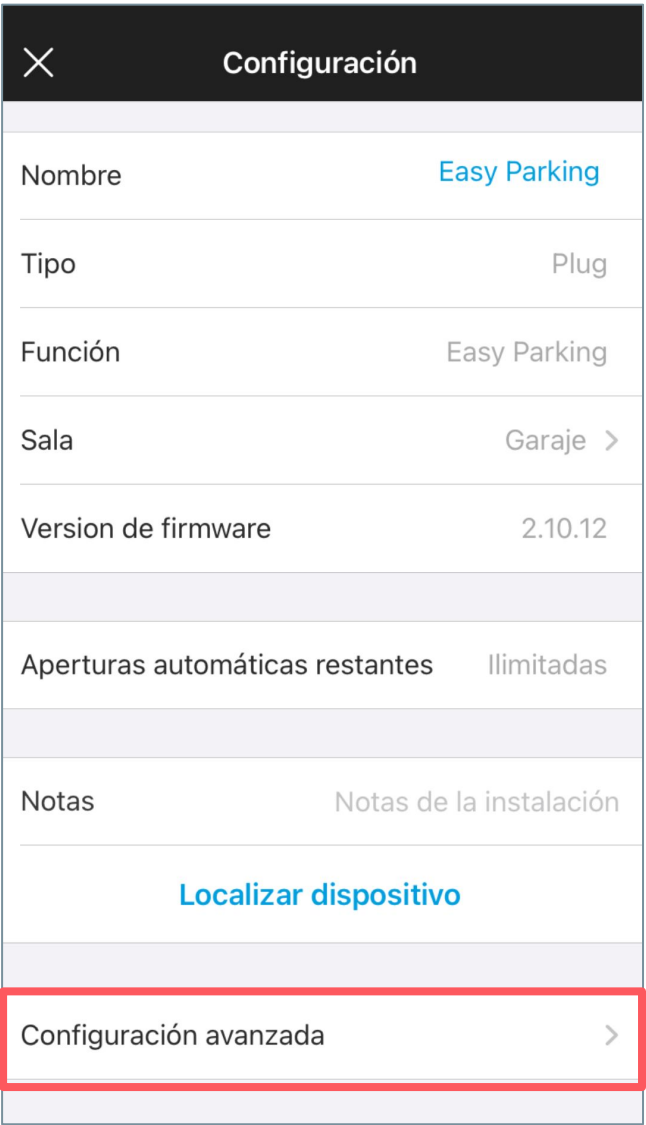 Configuración
Nombre Easy Parking
Tipo Plug
Función Easy Parking
Sala Garaje
Version de firmware 2.10.12
Aperturas automáticas restantes Ilimitadas
Notas Notas de la instalación
Localizar dispositivo
Configuración avanzada